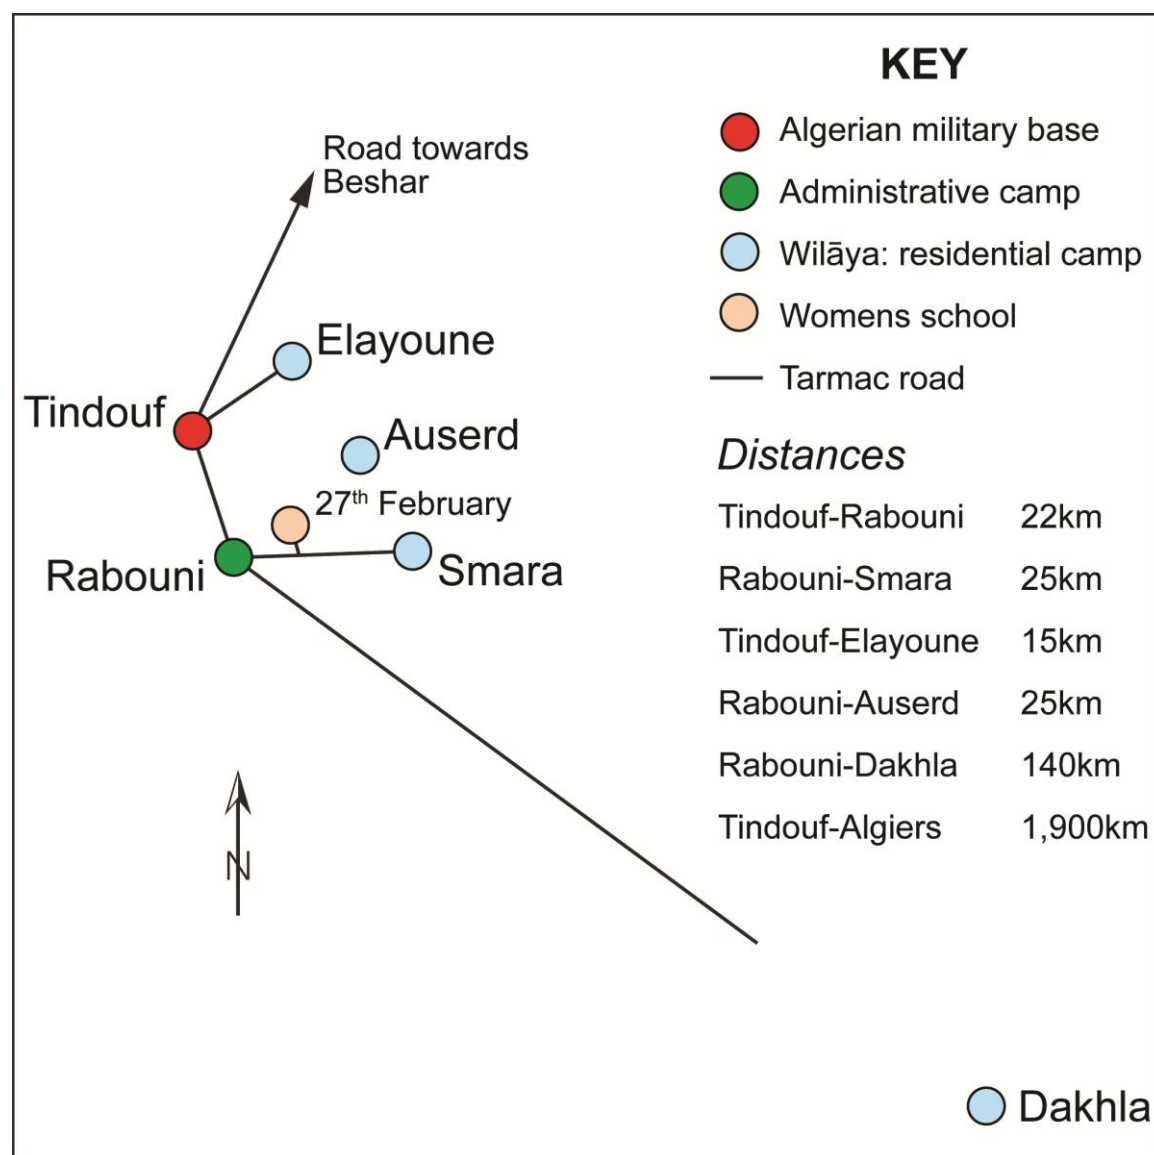 KEY
Algerian military base
Administrative camp
Wilāya: residential camp
Womens school
Tarmac road
Distances
Tindouf-Rabouni 22km
Rabouni-Smara 25km
Tindouf-Elayoune 15km
Rabouni-Auserd 25km
Rabouni-Dakhla 140km
Tindouf-Algiers 1,900km
Road towards
Beshar
Elayoune
Tindouf
Auserd
27th February
Rabouni
Smara
N
Dakhla